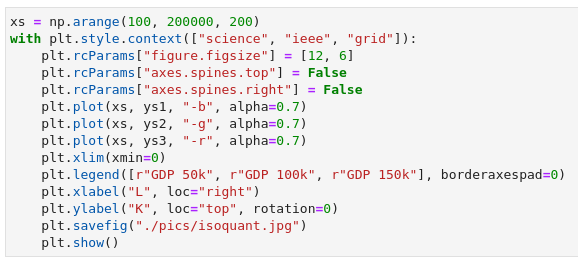 xs = np.arange(100, 200000, 200)
with plt.style.context(["science", "ieee", "grid"]):
    plt.rcParams["figure.figsize"] = [12, 6]
    plt.rcParams["axes.spines.top"] = False
    plt.rcParams["axes.spines.right"] = False
    plt.plot(xs, ys1, "-b", alpha=0.7)
    plt.plot(xs, ys2, "-g", alpha=0.7)
    plt.plot(xs, ys3, "-r", alpha=0.7)
    plt.xlim(xmin=0)
    plt.legend([r"GDP 50k", r"GDP 100k", r"GDP 150k"], borderaxespad=0)
    plt.xlabel("L", loc="right")
    plt.ylabel("K", loc="top", rotation=0)
    plt.savefig("./pics/isoquant.jpg")
    plt.show()